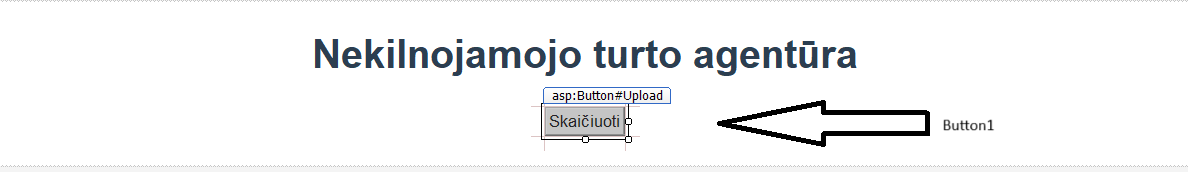 Nekilnojamojo turto agentūra
asp:Button#Upload
Skaičiuoti
Button1